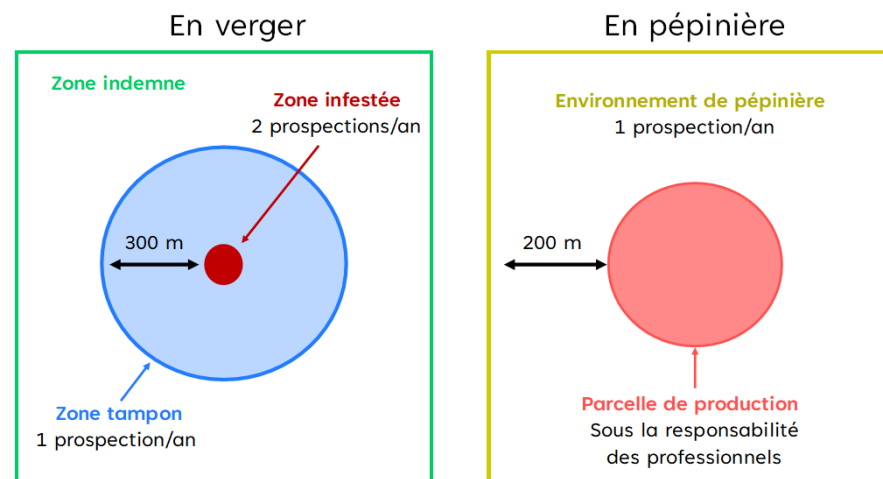 En verger
Zone indemne
Zone infestée
2 prospections/an
300 m
Zone tampon
1 prospection/an
En pépinière
Environnement de pépinière
1 prospection/an
200 m
Parcelle de production
Sous la responsabilité
des professionnels